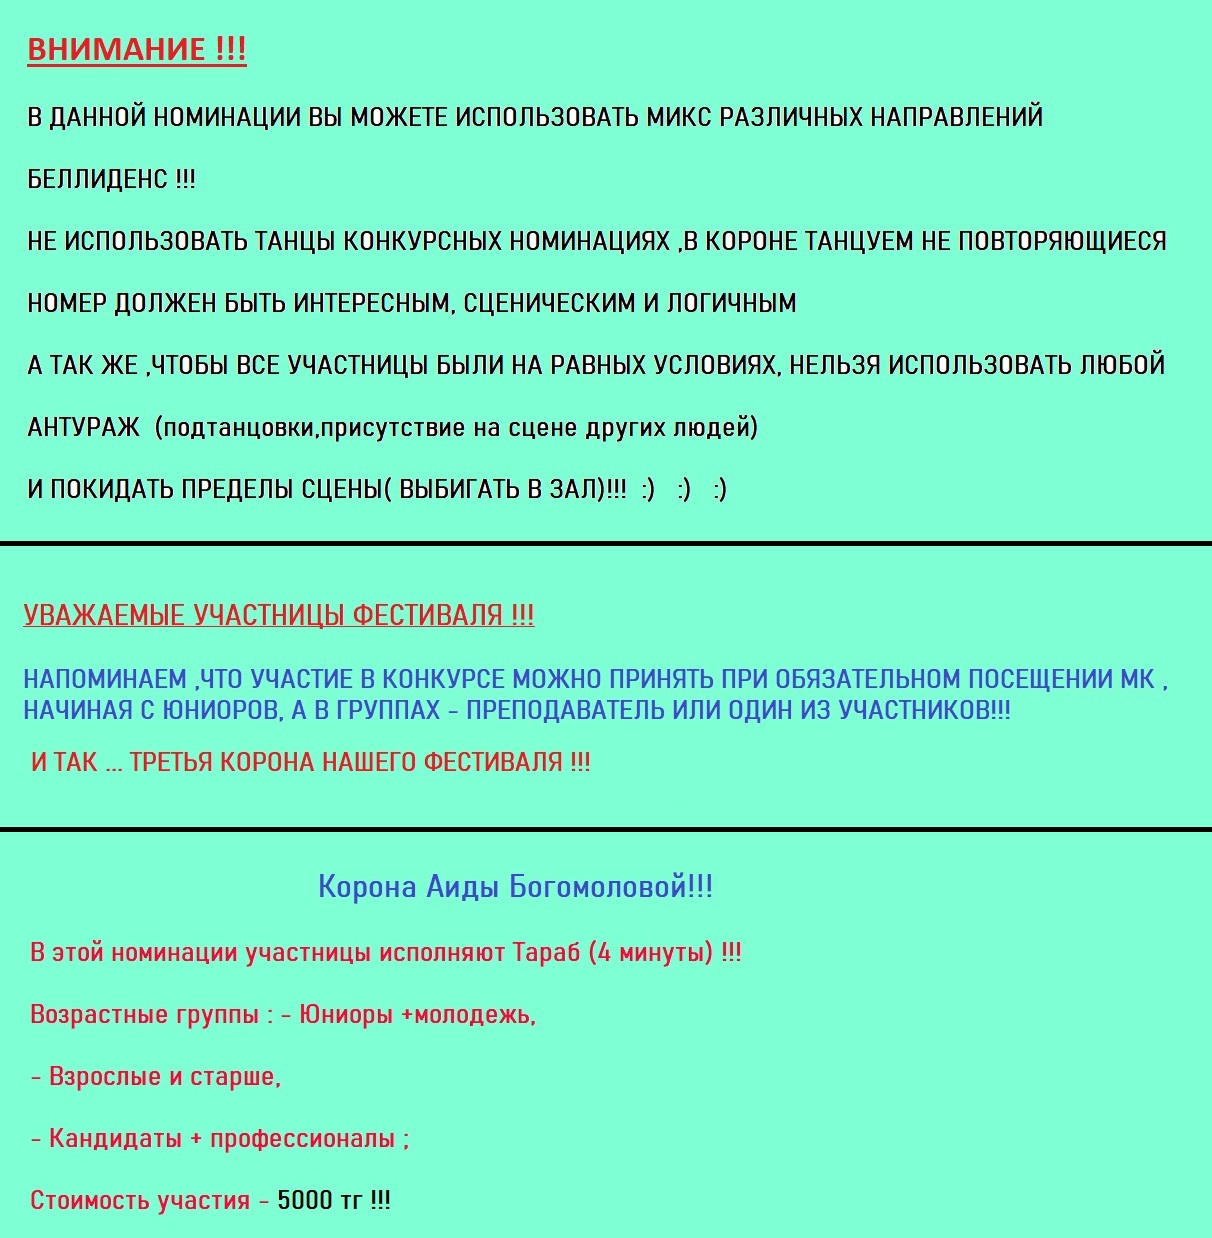 ВНИМАНИЕ !!!
В ДАННОЙ НОМИНАЦИИ ВЫ МОЖЕТЕ ИСПОЛЬЗОВАТЬ МИКС РАЗЛИЧНЫХ НАПРАВЛЕНИЙ
БЕЛЛИДЕНС !!!
НЕ ИСПОЛЬЗОВАТЬ ТАНЦЫ КОНКУРСНЫХ НОМИНАЦИЯХ ,В КОРОНЕ ТАНЦУЕМ НЕ ПОВТОРЯЮЩИЕСЯ
НОМЕР ДОЛЖЕН БЫТЬ ИНТЕРЕСНЫМ, СЦЕНИЧЕСКИМ И ЛОГИЧНЫМ
А ТАК ЖЕ ,ЧТОБЫ ВСЕ УЧАСТНИЦЫ БЫЛИ НА РАВНЫХ УСЛОВИЯХ, НЕЛЬЗЯ ИСПОЛЬЗОВАТЬ ЛЮБОЙ
АНТУРАЖ (подтанцовки,присутствие на сцене других людей)
И ПОКИДАТЬ ПРЕДЕЛЫ СЦЕНЫ( ВЫБИГАТЬ В ЗАЛ)!!! :) :) :)
УВАЖАЕМЫЕ УЧАСТНИЦЫ ФЕСТИВАЛЯ !!!
НАПОМИНАЕМ ,ЧТО УЧАСТИЕ В КОНКУРСЕ МОЖНО ПРИНЯТЬ ПРИ ОБЯЗАТЕЛЬНОМ ПОСЕЩЕНИИ МК ,
НАЧИНАЯ С ЮНИОРОВ, А В ГРУППАХ - ПРЕПОДАВАТЕЛЬ ИЛИ ОДИН ИЗ УЧАСТНИКОВ!!!
И ТАК ... ТРЕТЬЯ КОРОНА НАШЕГО ФЕСТИВАЛЯ !!!
Корона Аиды Богомоловой!!!
В этой номинации участницы исполняют Тараб (4 минуты) !!!
Возрастные группы : - Юниоры +молодежь,
- Взрослые и старше,
- Кандидаты + профессионалы ;
Стоимость участия - 5000 тг !!!